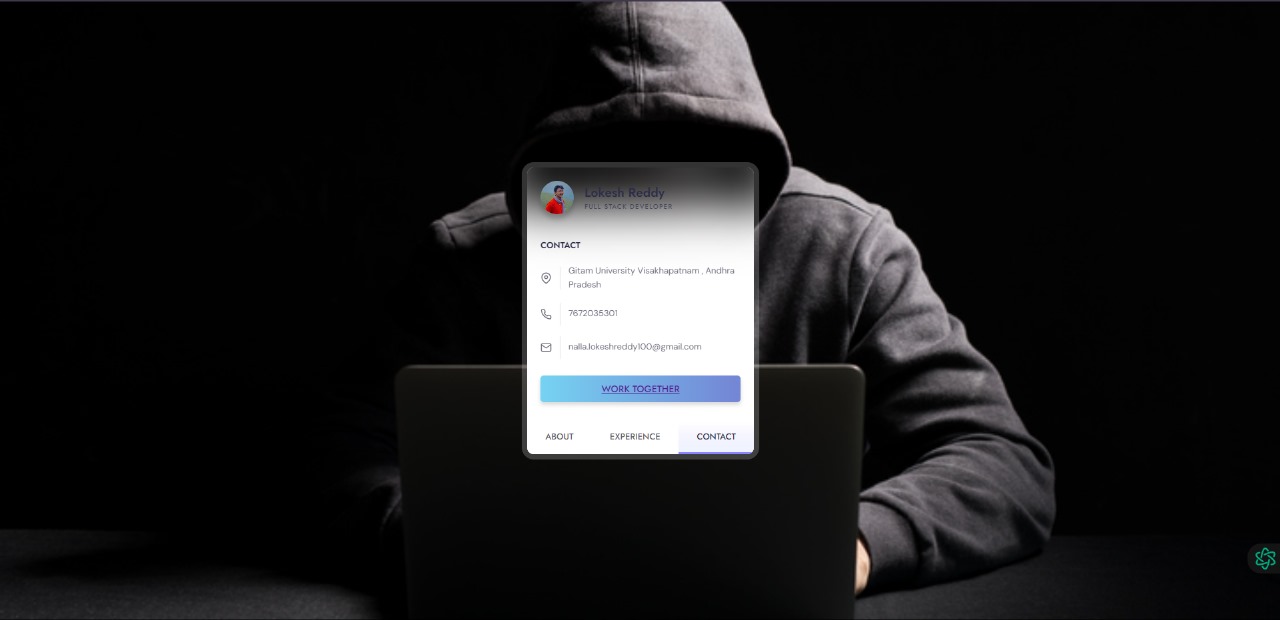 Lokesh Reddy
FULL STACK DEVELOPER
CONTACT
Gitam University Visakhapatnam , Andhra
Pradesh
7672035301
nalla.lokeshreddy100@gmail.com
WORK TOGETHER
ABOUT EXPERIENCE CONTACT